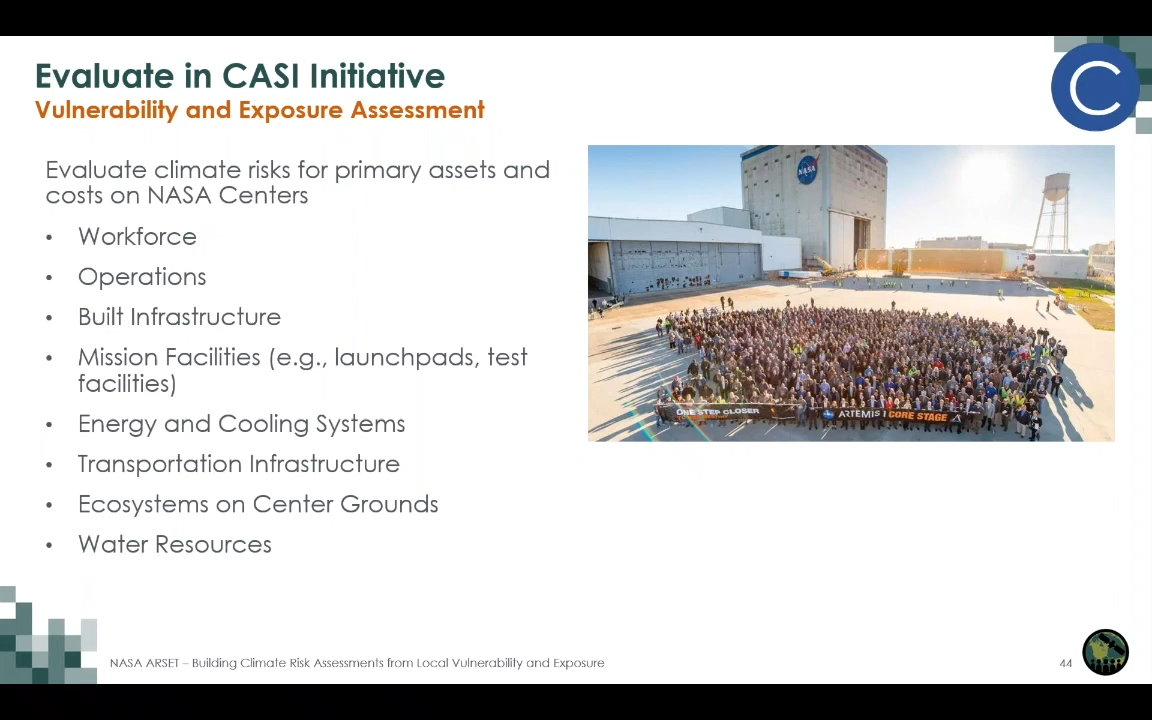 Evaluate in CASI Initiative
Vulnerability and Exposure Assessment
C
Evaluate climate risks for primary assets and
costs on NASA Centers
• Workforce
• Operations
• Built Infrastructure
• Mission Facilities (e.g., launchpads, test
facilities)
• Energy and Cooling Systems
• Transportation Infrastructure
• Ecosystems on Center Grounds
• Water Resources
NASA
ONE STEP CLOSER
ARTEMIS I CORE STAGE
NASA ARSET – Building Climate Risk Assessments from Local Vulnerability and Exposure
44